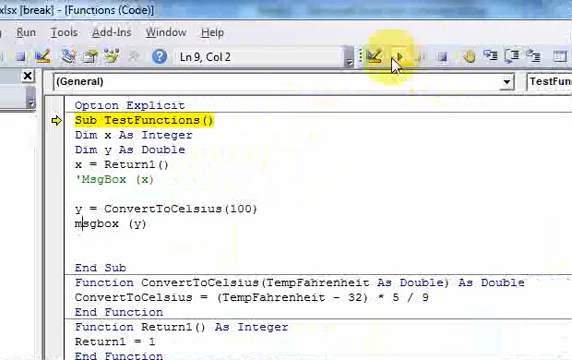 xlsx [break] - [Functions (Code)]
Run Tools Add-Ins Window Help
Ln 9, Col 2
(General) TestFun
Option Explicit
Sub TestFunctions()
Dim x As Integer
Dim y As Double
x = Return1()
'MsgBox (x)
y = ConvertToCelsius(100)
msgbox (y)
End Sub
Function ConvertToCelsius(TempFahrenheit As Double) As Double
ConvertToCelsius = (TempFahrenheit - 32) * 5 / 9
End Function
Function Return1() As Integer
Return1 = 1
End Function